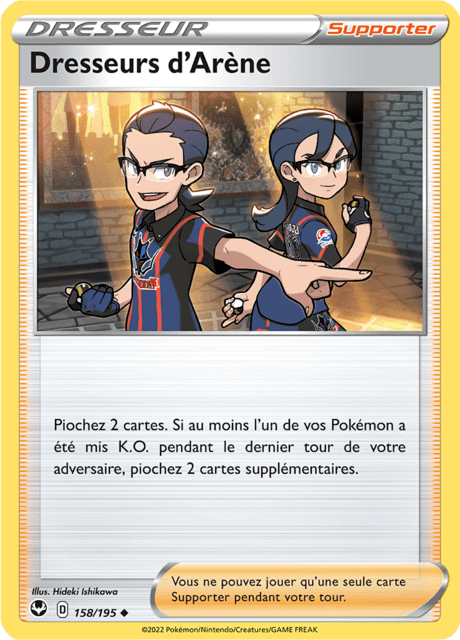 DRESSEUR
Supporter
Dresseurs d'Arène
Piochez 2 cartes. Si au moins l'un de vos Pokémon a
été mis K.O. pendant le dernier tour de votre
adversaire, piochez 2 cartes supplémentaires.
Illus. Hideki Ishikawa
Vous ne pouvez jouer qu'une seule carte
Supporter pendant votre tour.
D 158/195 ◆
©2022 Pokémon/Nintendo/Creatures/GAME FREAK